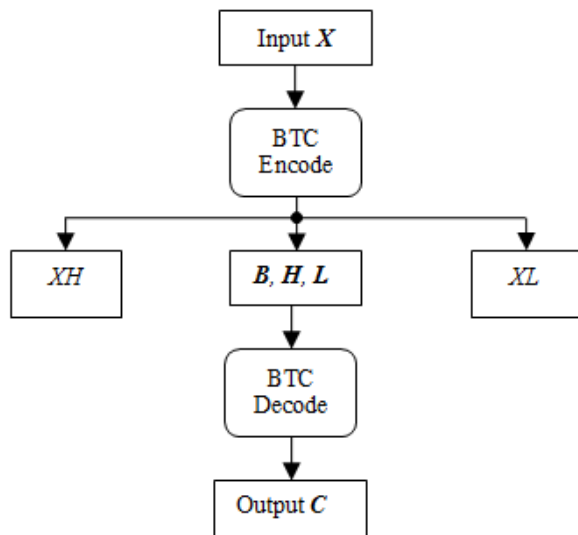 Input X
BTC
Encode
XH
B, H, L
XL
BTC
Decode
Output C